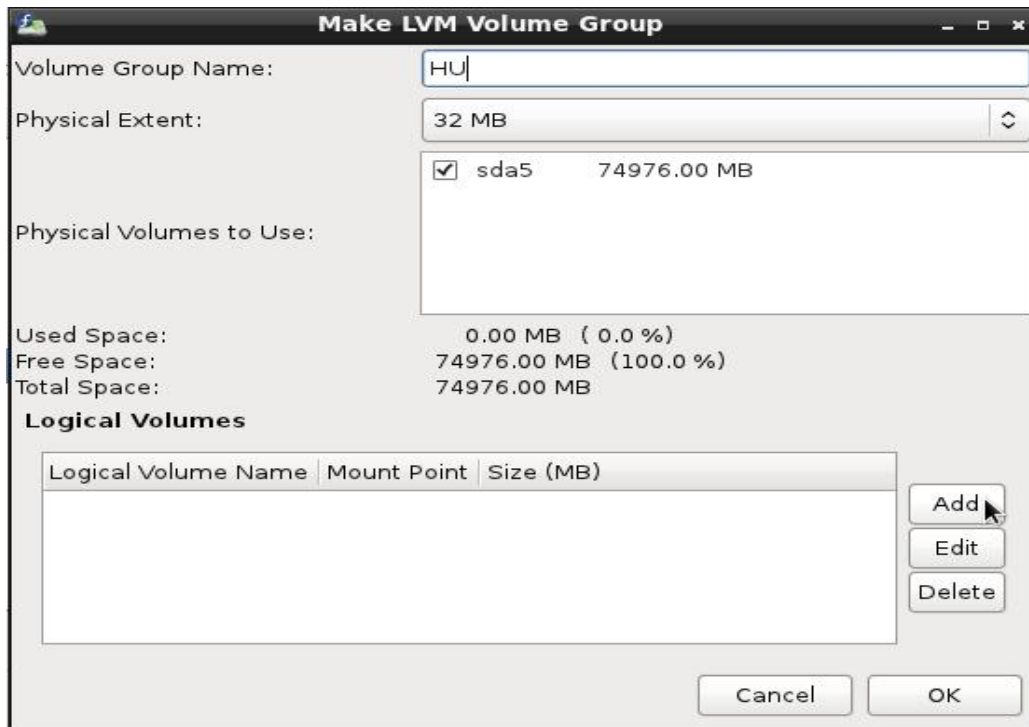 Make LVM Volume Group
Volume Group Name: HU
Physical Extent: 32 MB
sda5 74976.00 MB
Physical Volumes to Use:
Used Space: 0.00 MB ( 0.0 %)
Free Space: 74976.00 MB (100.0 %)
Total Space: 74976.00 MB
Logical Volumes
Logical Volume Name Mount Point Size (MB)
Add
Edit
Delete
Cancel OK